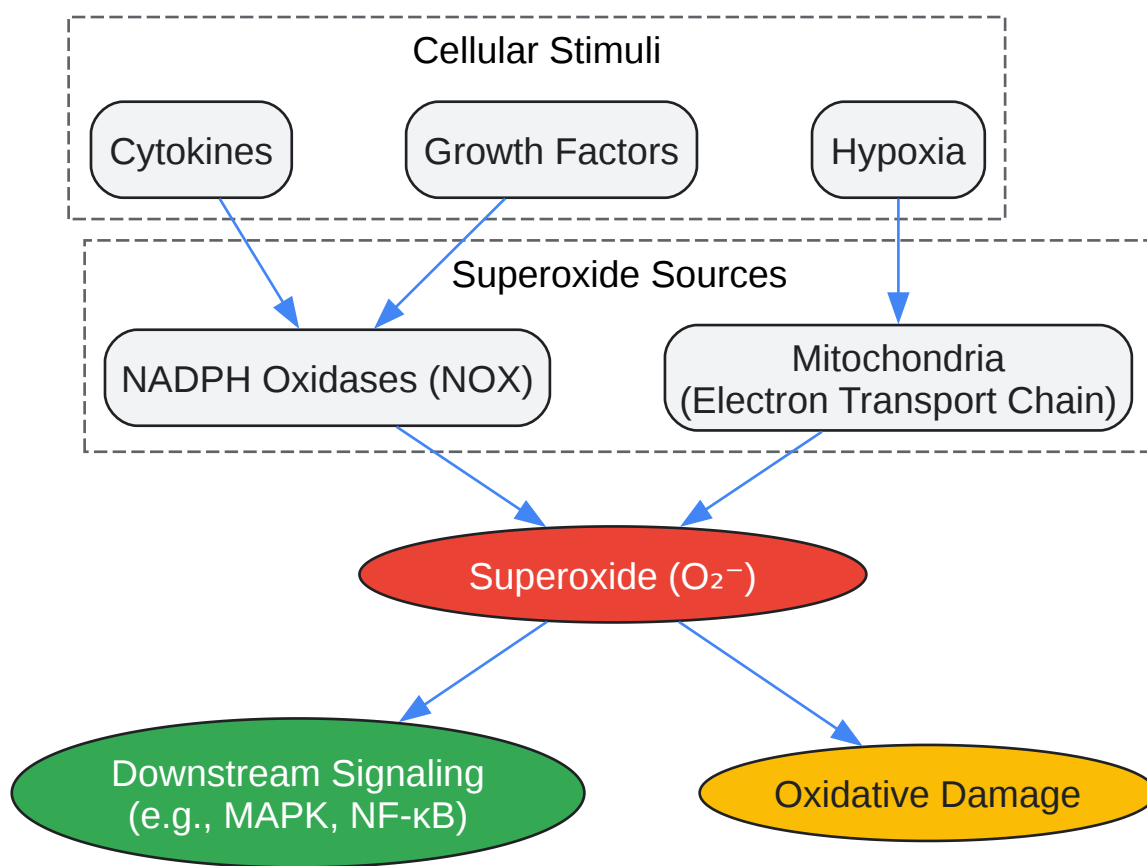 Cellular Stimuli
Cytokines
Growth Factors
Hypoxia
Superoxide Sources
NADPH Oxidases (NOX)
Mitochondria
(Electron Transport Chain)
Superoxide (O₂⁻)
Downstream Signaling
(e.g., MAPK, NF-κB)
Oxidative Damage